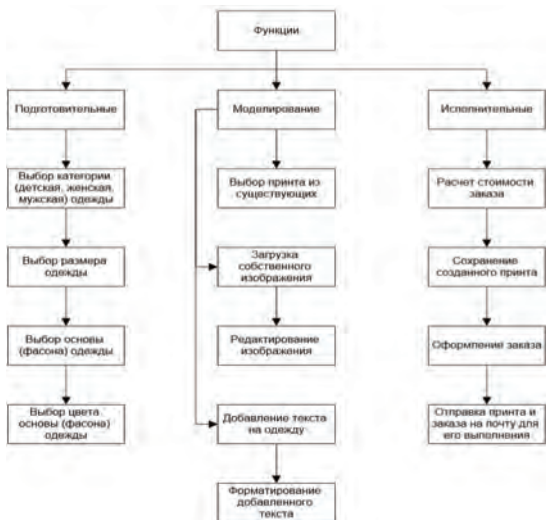 Функции
Подготовительные
Моделирование
Исполнительные
Выбор категории
(детская, женская,
мужская) одежды
Выбор принта из
существующих
Расчет стоимости
заказа
Выбор размера
одежды
Загрузка
собственного
изображения
Сохранение
созданного принта
Выбор основы
(фасона) одежды
Редактирование
изображения
Оформление заказа
Выбор цвета
основы (фасона)
одежды
Добавление текста
на одежду
Отправка принта и
заказа на почту для
его выполнения
Форматирование
добавленного
текста